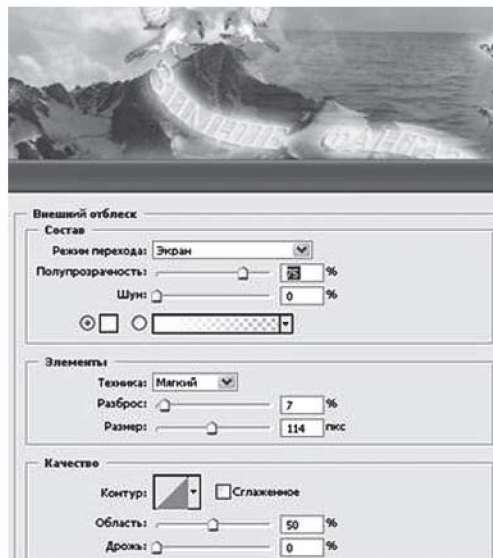 ЗИМНИЕ
Внешний отблеск
Состав
Режим перехода: Экран
Полупрозрачность: 75 %
Шум: 0 %
Элементы
Техника: Мягкий
Разброс: 7 %
Размер: 114 пкс
Качество
Контур: Сглаженное
Область: 50 %
Дрожь: 0 %